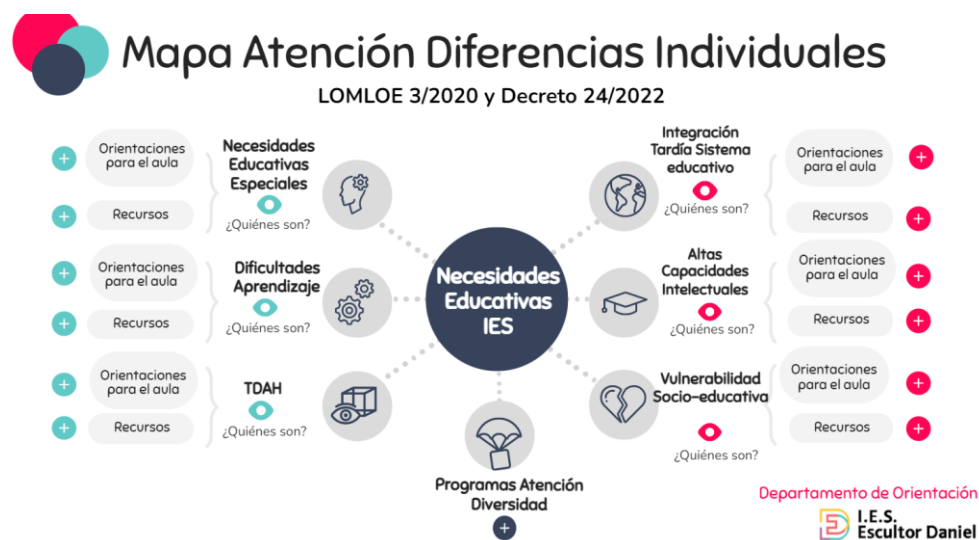 Mapa Atención Diferencias Individuales
LOMLOE 3/2020 y Decreto 24/2022
Orientaciones
para el aula
Recursos
Necesidades
Educativas
Especiales
¿Quiénes son?
Orientaciones
para el aula
Recursos
Dificultades
Aprendizaje
¿Quiénes son?
Orientaciones
para el aula
Recursos
TDAH
¿Quiénes son?
Necesidades
Educativas
IES
Integración
Tardía Sistema
educativo
¿Quiénes son?
Orientaciones
para el aula
Recursos
Altas
Capacidades
Intelectuales
¿Quiénes son?
Orientaciones
para el aula
Recursos
Vulnerabilidad
Socio-educativa
¿Quiénes son?
Orientaciones
para el aula
Recursos
Programas Atención
Diversidad
Departamento de Orientación
I.E.S.
Escultor Daniel